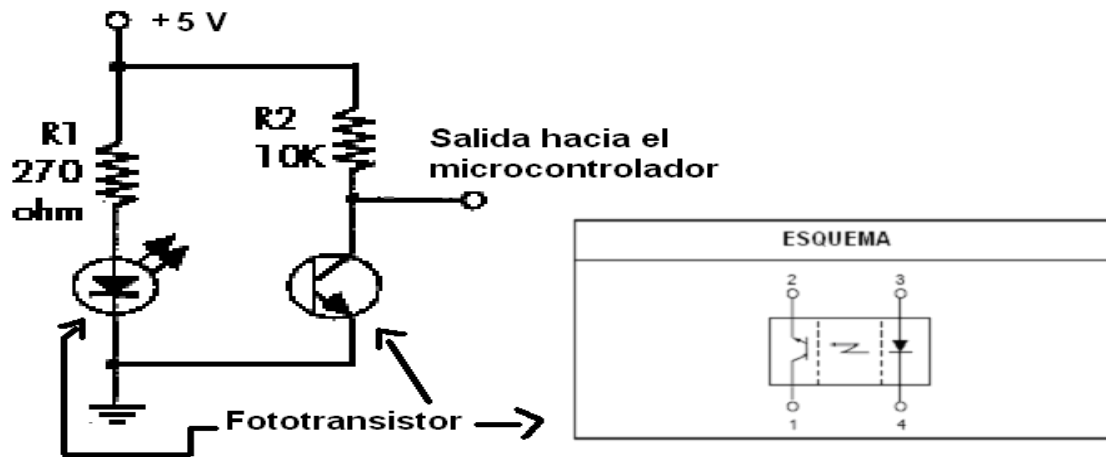 +5 V
R1
270
ohm
R2
10K
Salida hacia el
microcontrolador
Fototransistor
ESQUEMA
2 3
1 4